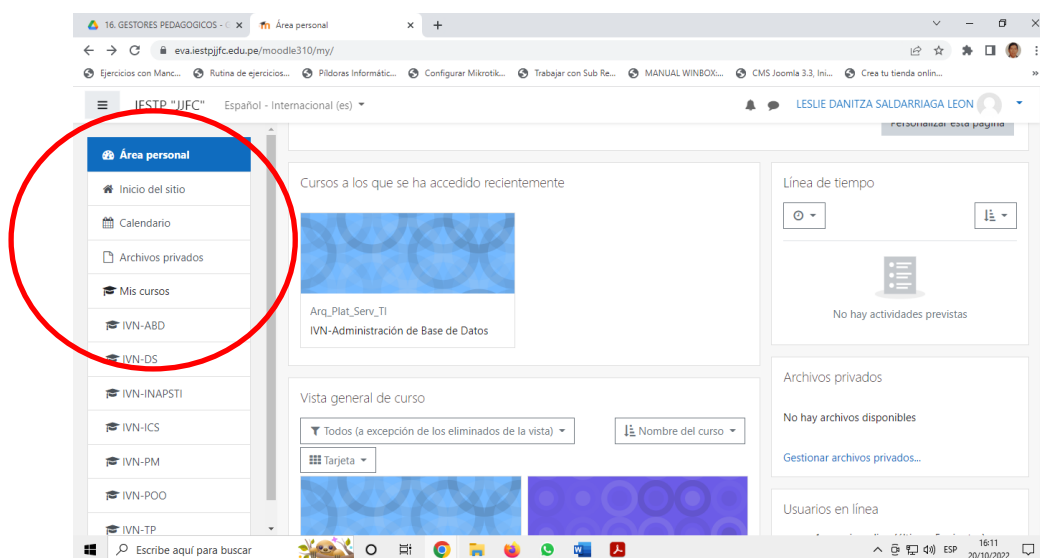 16. GESTORES PEDAGOGICOS - C
Área personal
eva.iestpjjfc.edu.pe/moodle310/my/
Ejercicios con Manc...
Rutina de ejercicios...
Píldoras Informátic...
Configurar Mikrotik...
Trabajar con Sub Re...
MANUAL WINBOX:...
CMS Joomla 3.3, Ini...
Crea tu tienda onlin...
»
IESTP "JJFC"
Español - Internacional (es)
LESLIE DANITZA SALDARRIAGA LEON
Personalizar esta página
Área personal
Inicio del sitio
Calendario
Archivos privados
Mis cursos
IVN-ABD
IVN-DS
IVN-INAPSTI
IVN-ICS
IVN-PM
IVN-POO
IVN-TP
Cursos a los que se ha accedido recientemente
Arq_Plat_Serv_TI
IVN-Administración de Base de Datos
Vista general de curso
Todos (a excepción de los eliminados de la vista)
Nombre del curso
Tarjeta
Línea de tiempo
No hay actividades previstas
Archivos privados
No hay archivos disponibles
Gestionar archivos privados...
Usuarios en línea
Escribe aquí para buscar
ESP
16:11
20/10/2022